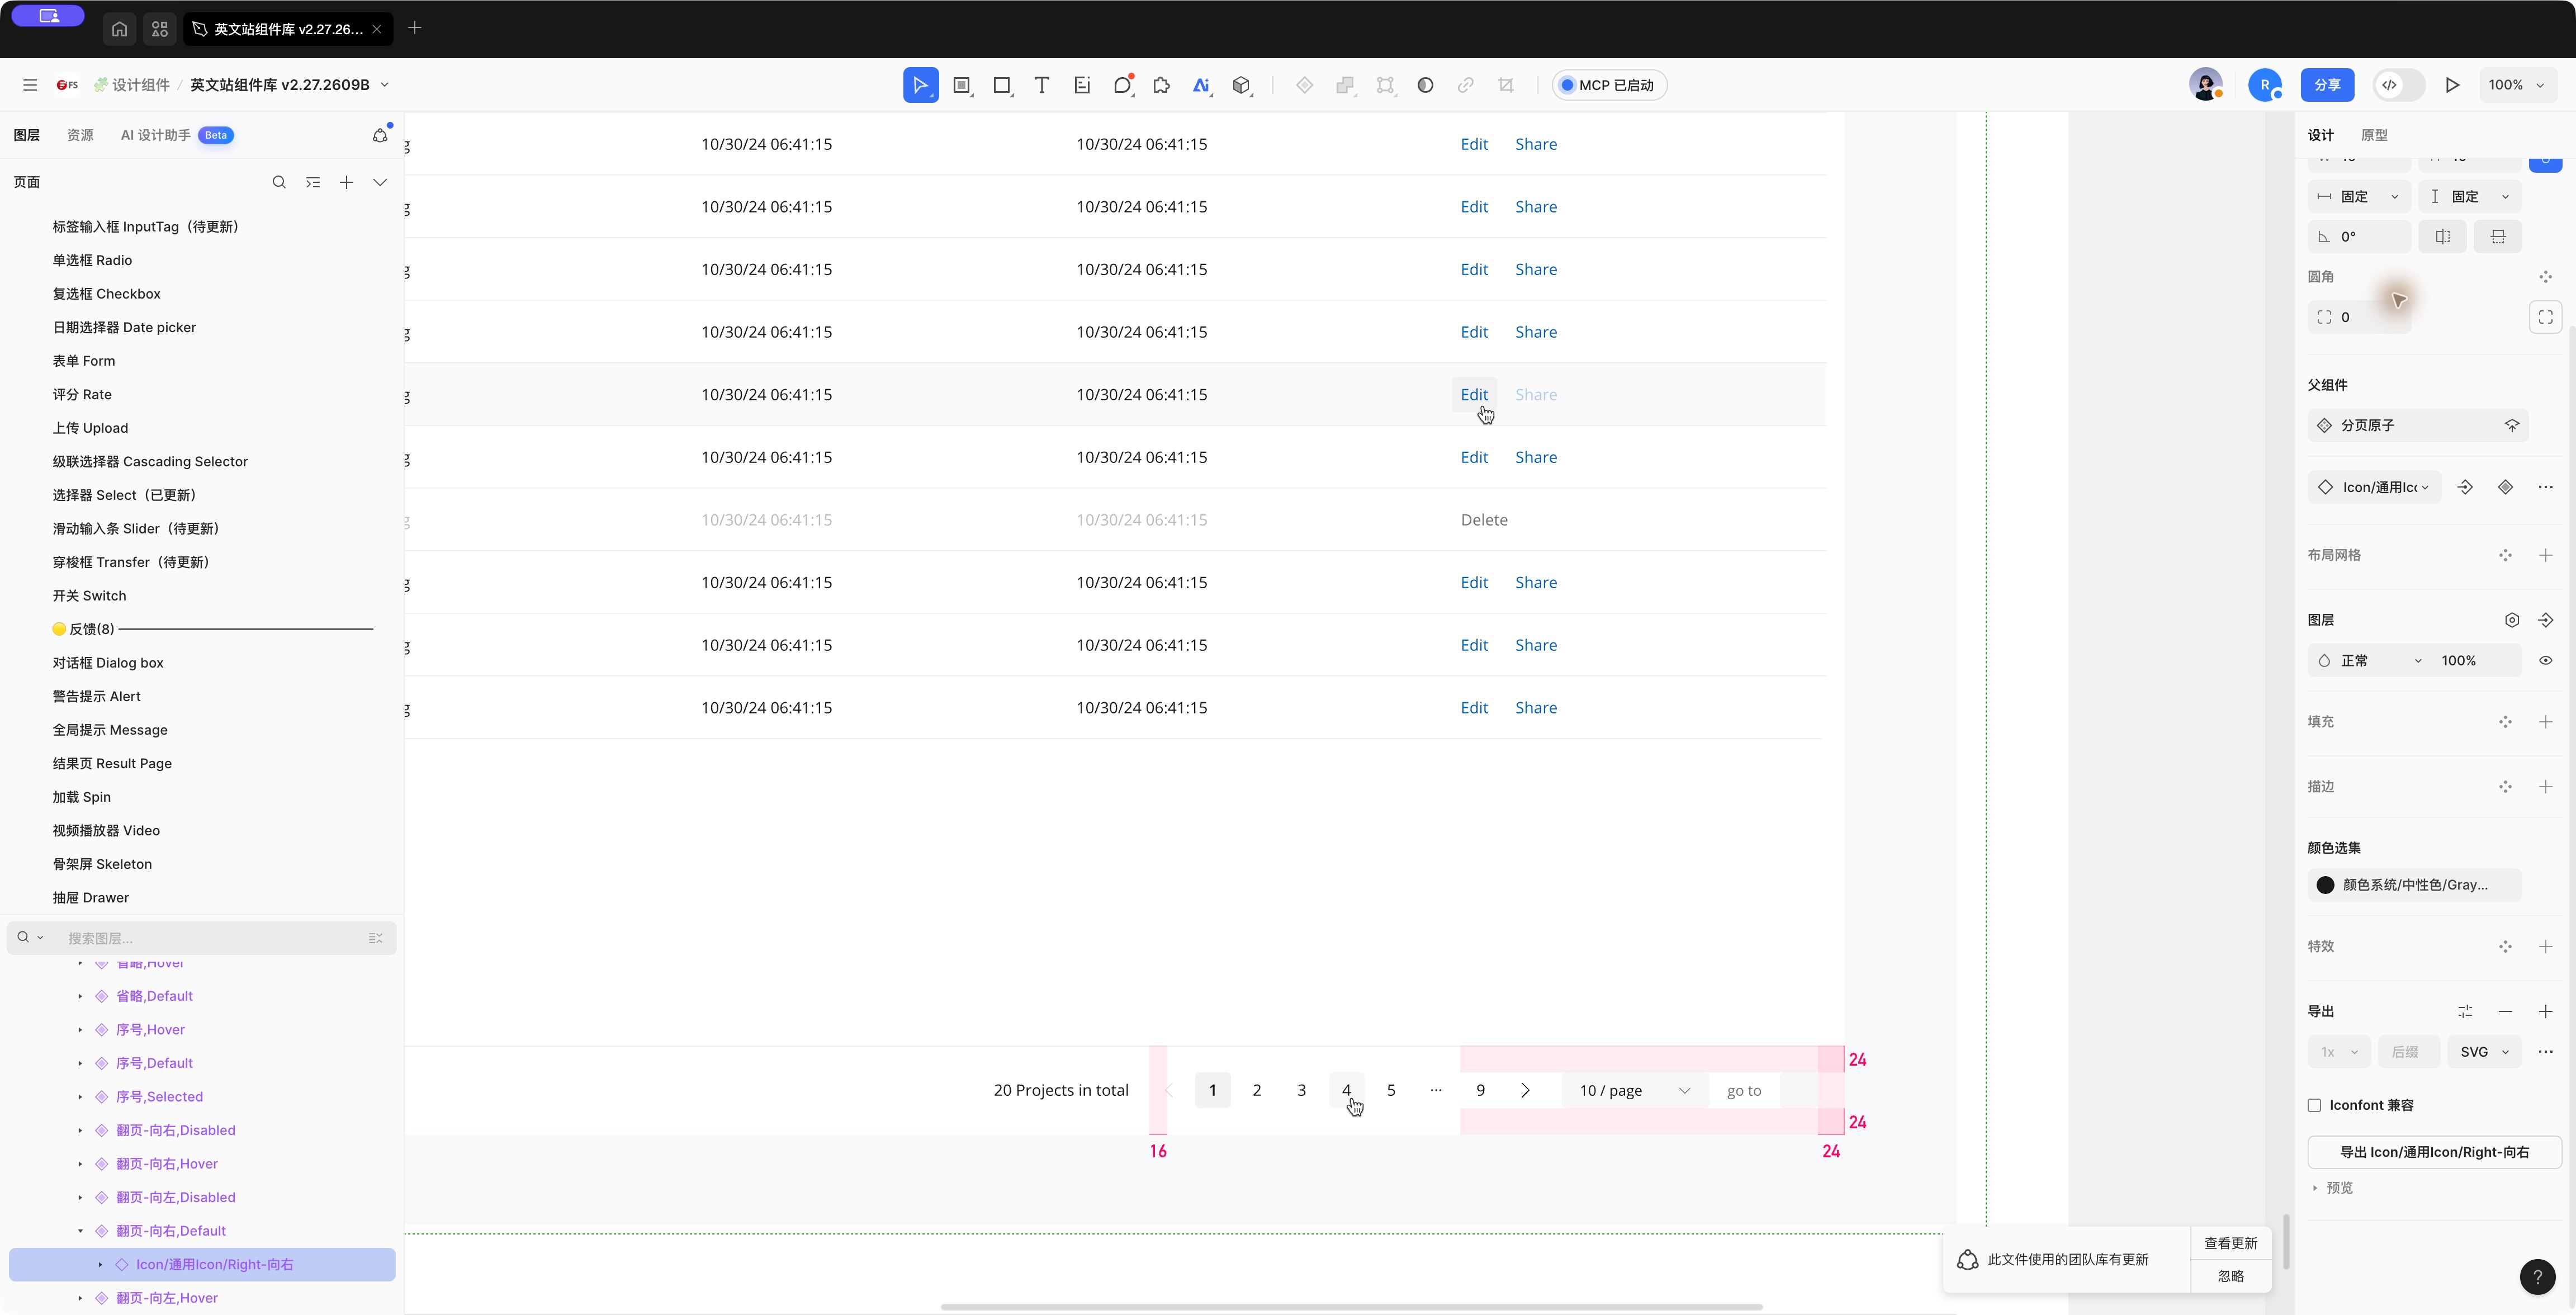 英文站组件库 v2.27.26...
FS
设计组件 / 英文站组件库 v2.27.2609B
MCP 已启动
R
分享
100%
图层 资源 AI 设计助手 Beta
设计 原型
页面
标签输入框 InputTag（待更新）
单选框 Radio
复选框 Checkbox
日期选择器 Date picker
表单 Form
评分 Rate
上传 Upload
级联选择器 Cascading Selector
选择器 Select（已更新）
滑动输入条 Slider（待更新）
穿梭框 Transfer（待更新）
开关 Switch
反馈(8)
对话框 Dialog box
警告提示 Alert
全局提示 Message
结果页 Result Page
加载 Spin
视频播放器 Video
骨架屏 Skeleton
抽屉 Drawer
搜索图层...
省略,Hover
省略,Default
序号,Hover
序号,Default
序号,Selected
翻页-向右,Disabled
翻页-向右,Hover
翻页-向左,Disabled
翻页-向右,Default
Icon/通用Icon/Right-向右
翻页-向左,Hover
g 10/30/24 06:41:15 10/30/24 06:41:15 Edit Share
g 10/30/24 06:41:15 10/30/24 06:41:15 Edit Share
g 10/30/24 06:41:15 10/30/24 06:41:15 Edit Share
g 10/30/24 06:41:15 10/30/24 06:41:15 Edit Share
g 10/30/24 06:41:15 10/30/24 06:41:15 Edit Share
g 10/30/24 06:41:15 10/30/24 06:41:15 Edit Share
g 10/30/24 06:41:15 10/30/24 06:41:15 Delete
g 10/30/24 06:41:15 10/30/24 06:41:15 Edit Share
g 10/30/24 06:41:15 10/30/24 06:41:15 Edit Share
g 10/30/24 06:41:15 10/30/24 06:41:15 Edit Share
24
20 Projects in total 1 2 3 4 5 ··· 9 10 / page go to
24
16 24
固定 固定
0°
圆角
0
父组件
分页原子
Icon/通用Ico
布局网格
图层
正常 100%
填充
描边
颜色选集
颜色系统/中性色/Gray...
特效
导出
1x 后缀 SVG
Iconfont 兼容
导出 Icon/通用Icon/Right-向右
预览
此文件使用的团队库有更新
查看更新
忽略
?